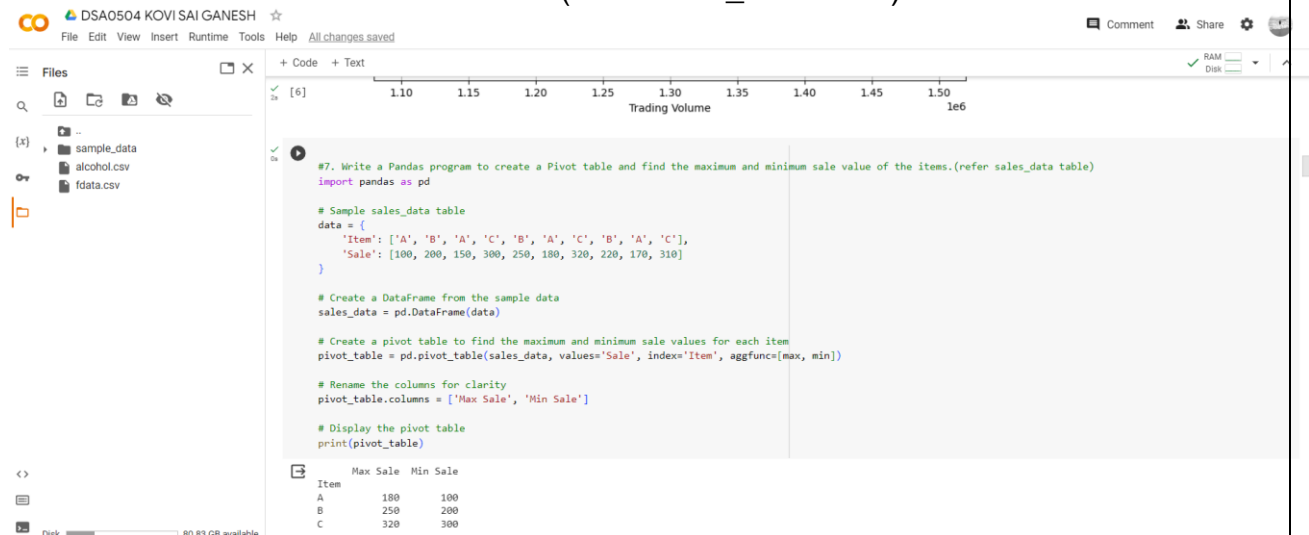 DSA0504 KOVI SAI GANESH
Comment Share
File Edit View Insert Runtime Tools Help All changes saved
Files
+ Code + Text
RAM
Disk
2s [6] 1.10 1.15 1.20 1.25 1.30 1.35 1.40 1.45 1.50
Trading Volume 1e6
..
{x}
sample_data
alcohol.csv
fdata.csv
0s
#7. Write a Pandas program to create a Pivot table and find the maximum and minimum sale value of the items.(refer sales_data table)
import pandas as pd
# Sample sales_data table
data = {
'Item': ['A', 'B', 'A', 'C', 'B', 'A', 'C', 'B', 'A', 'C'],
'Sale': [100, 200, 150, 300, 250, 180, 320, 220, 170, 310]
}
# Create a DataFrame from the sample data
sales_data = pd.DataFrame(data)
# Create a pivot table to find the maximum and minimum sale values for each item
pivot_table = pd.pivot_table(sales_data, values='Sale', index='Item', aggfunc=[max, min])
# Rename the columns for clarity
pivot_table.columns = ['Max Sale', 'Min Sale']
# Display the pivot table
print(pivot_table)
Max Sale Min Sale
Item
A 180 100
B 250 200
C 320 300
Disk 80.83 GB available